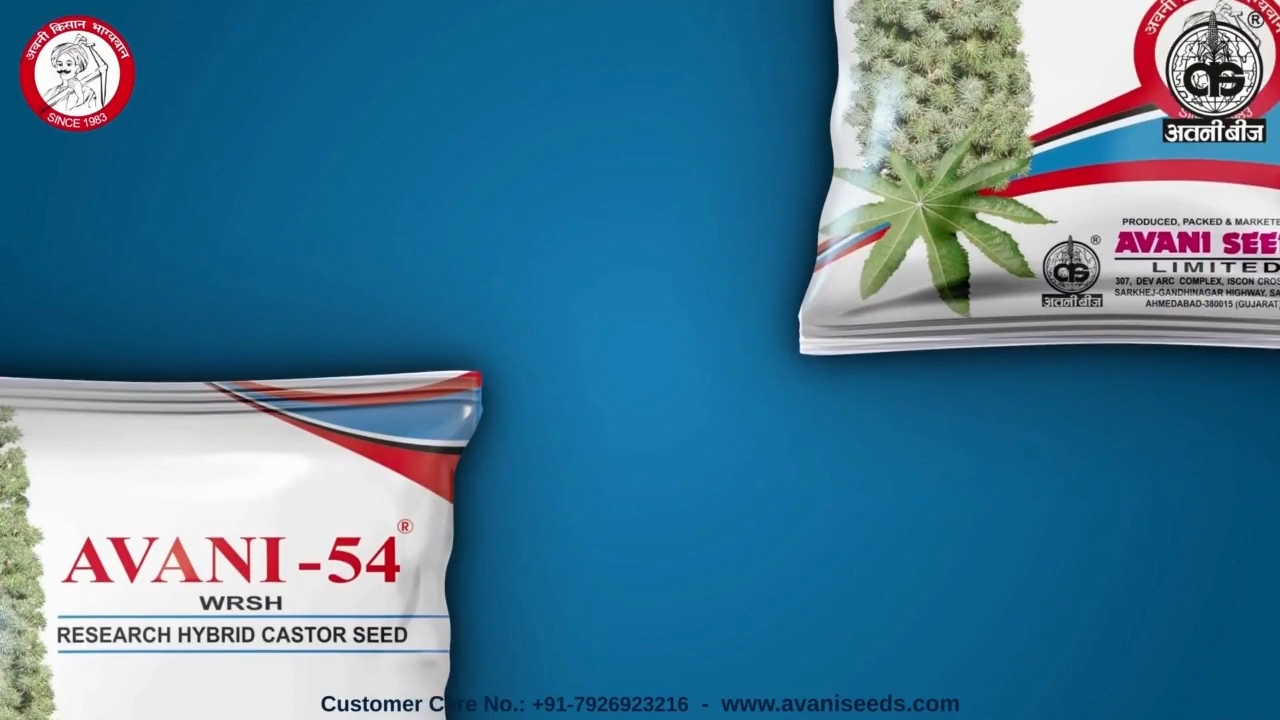 अवनी किसान भाग्यवान
SINCE 1983
®
अवनी बीज
PRODUCED, PACKED & MARKETE
AVANI SEE
LIMITED
®
अवनी बीज
307, DEV ARC COMPLEX, ISCON CROS
SARKHEJ-GANDHINAGAR HIGHWAY, SA
AHMEDABAD-380015 (GUJARAT)
AVANI -54®
WRSH
RESEARCH HYBRID CASTOR SEED
Customer Care No.: +91-7926923216 - www.avaniseeds.com